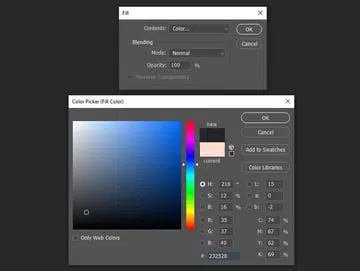 Fill
Contents: Color...
OK
Blending
Cancel
Mode: Normal
Opacity: 100 %
Preserve Transparency
Color Picker (Fill Color)
new
current
OK
Cancel
Add to Swatches
Color Libraries
H: 216 °
S: 12 %
B: 16 %
R: 35
G: 37
B: 40
# 232528
L: 15
a: 0
b: -2
C: 74 %
M: 67 %
Y: 62 %
K: 69 %
Only Web Colors